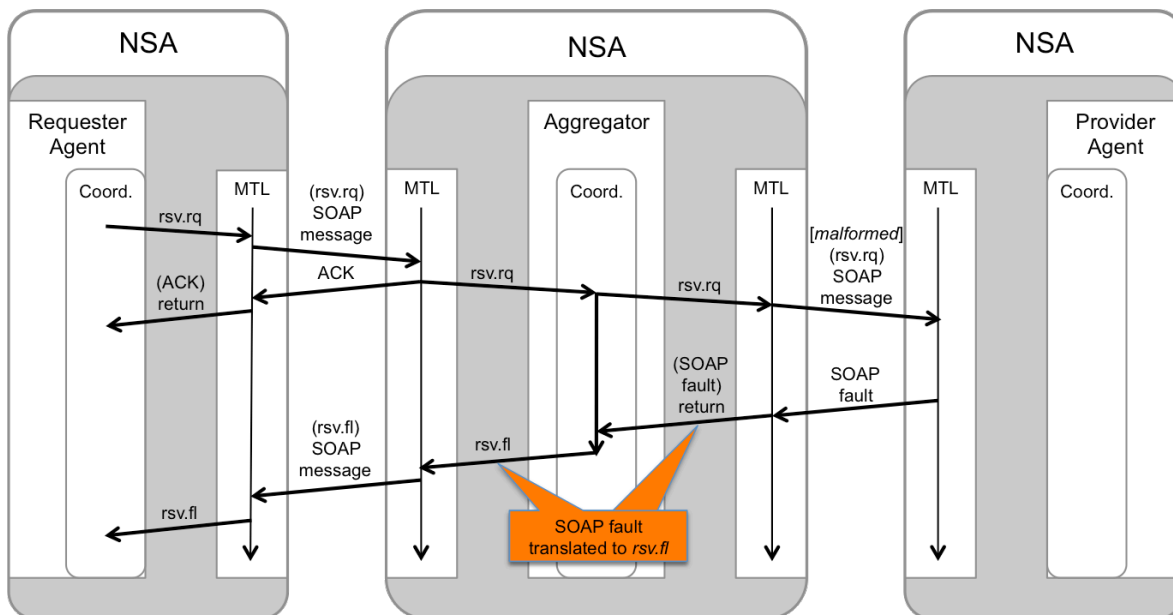 NSA
NSA
NSA
Requester
Agent
Aggregator
Provider
Agent
Coord.
MTL
MTL
Coord.
MTL
MTL
Coord.
rsv.rq
(rsv.rq)
SOAP
message
ACK
(ACK)
return
rsv.rq
rsv.rq
[malformed]
(rsv.rq)
SOAP
message
(SOAP
fault)
return
SOAP
fault
rsv.fl
(rsv.fl)
SOAP
message
rsv.fl
SOAP fault
translated to rsv.fl